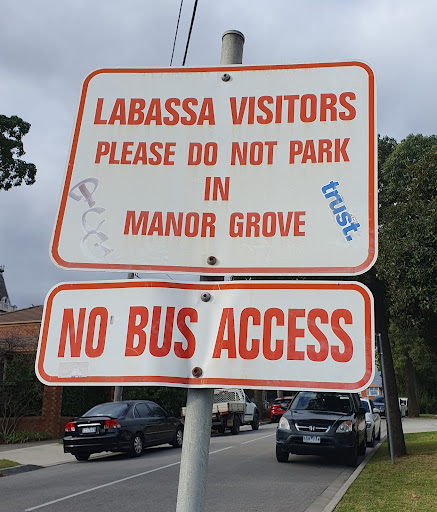 LABASSA VISITORS
PLEASE DO NOT PARK
IN
MANOR GROVE
trust.
NO BUS ACCESS